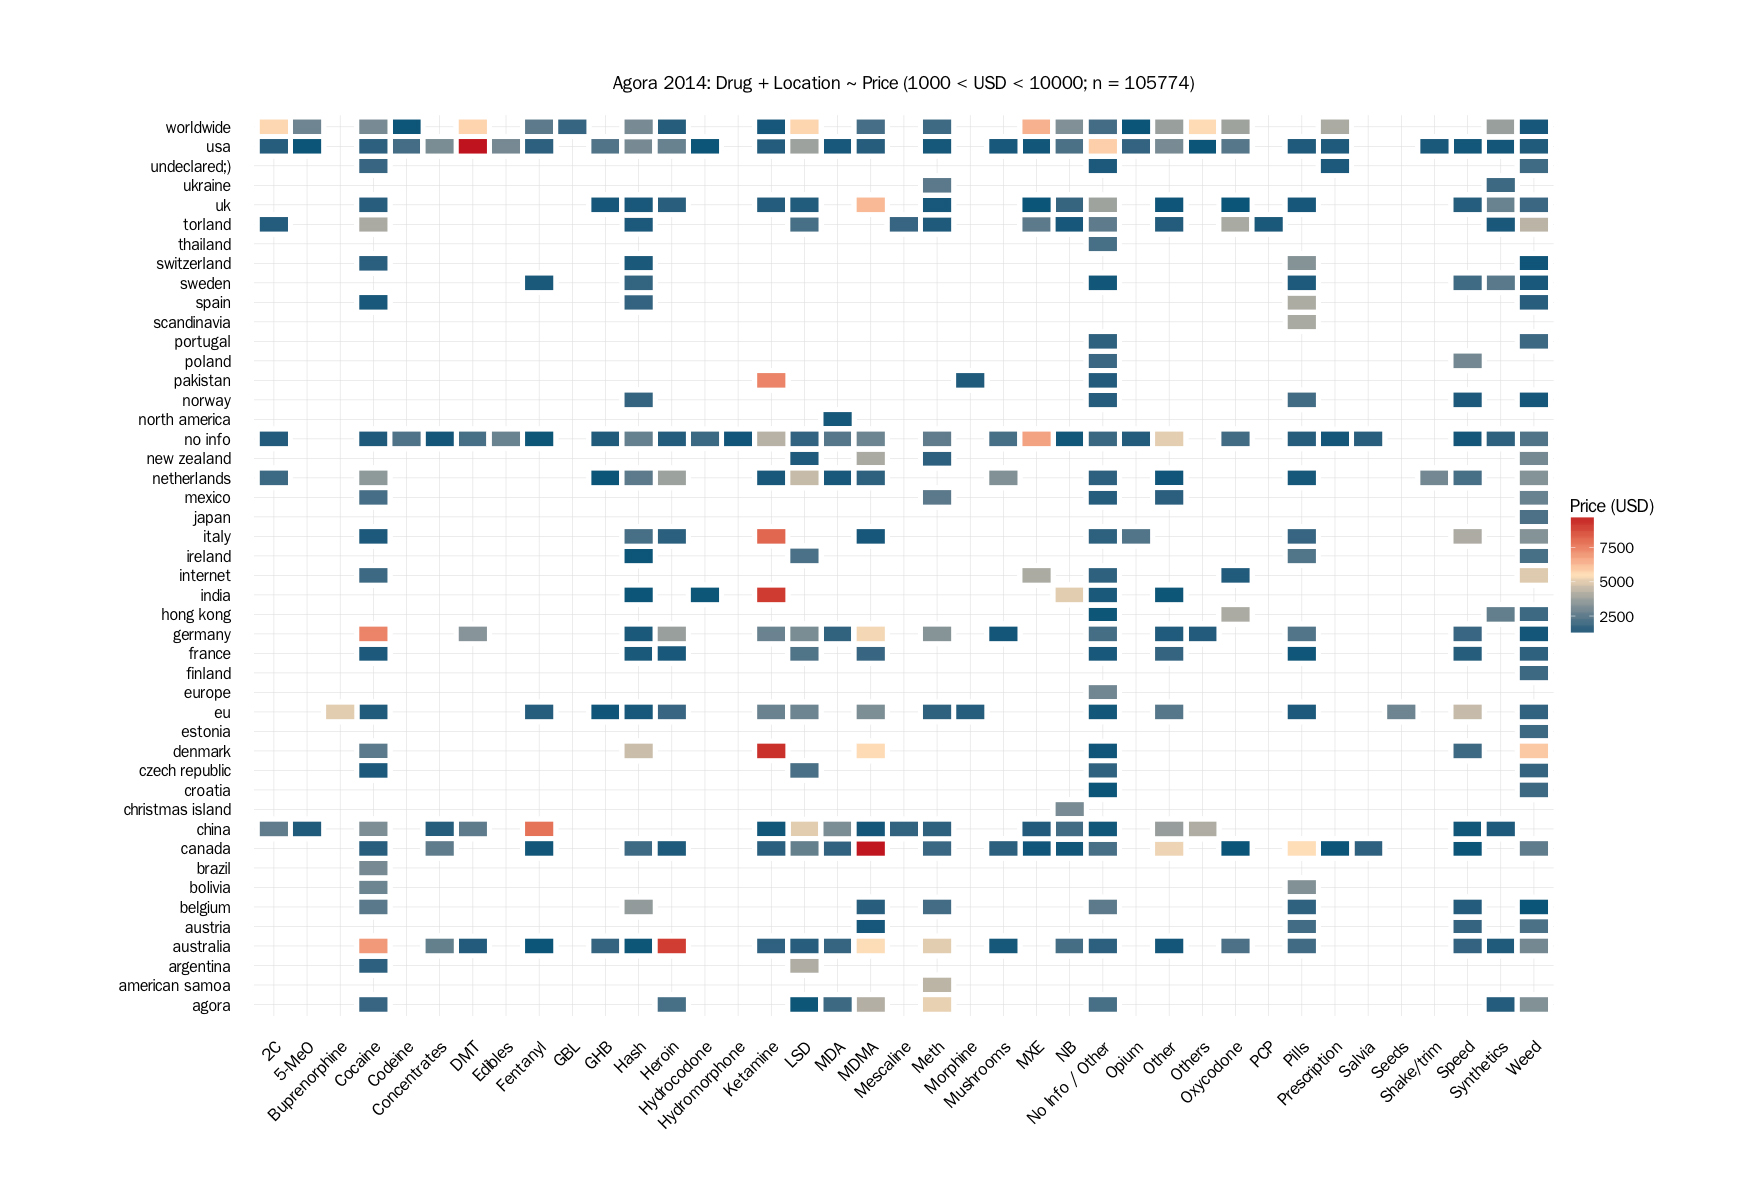 Agora 2014: Drug + Location ~ Price (1000 < USD < 10000; n = 105774)
worldwide
usa
undeclared;)
ukraine
uk
torland
thailand
switzerland
sweden
spain
scandinavia
portugal
poland
pakistan
norway
north america
no info
new zealand
netherlands
mexico
japan
italy
ireland
internet
india
hong kong
germany
france
finland
europe
eu
estonia
denmark
czech republic
croatia
christmas island
china
canada
brazil
bolivia
belgium
austria
australia
argentina
american samoa
agora
Price (USD)
7500
5000
2500
2C
5-MeO
Buprenorphine
Cocaine
Codeine
Concentrates
DMT
Edibles
Fentanyl
GBL
GHB
Hash
Heroin
Hydrocodone
Hydromorphone
Ketamine
LSD
MDA
MDMA
Mescaline
Meth
Morphine
Mushrooms
MXE
NB
No Info / Other
Opium
Other
Others
Oxycodone
PCP
Pills
Prescription
Salvia
Seeds
Shake/trim
Speed
Synthetics
Weed